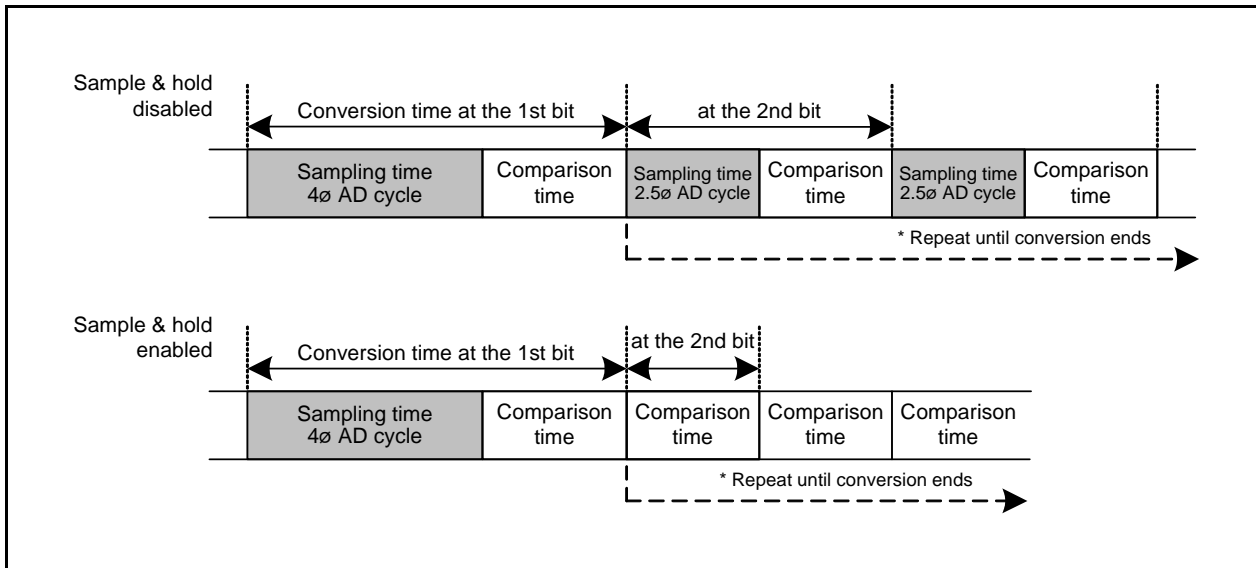 Sample & hold
disabled
Conversion time at the 1st bit
at the 2nd bit
Sampling time
4ø AD cycle
Comparison
time
Sampling time
2.5ø AD cycle
Comparison
time
Sampling time
2.5ø AD cycle
Comparison
time
* Repeat until conversion ends
Sample & hold
enabled
Conversion time at the 1st bit
at the 2nd bit
Sampling time
4ø AD cycle
Comparison
time
Comparison
time
Comparison
time
Comparison
time
* Repeat until conversion ends